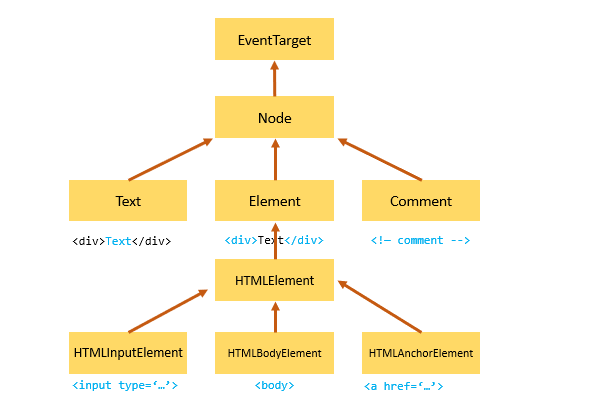 EventTarget
Node
Text
Element
Comment
<div>Text</div>
<div>Text</div>
<!— comment -->
HTMLElement
HTMLInputElement
HTMLBodyElement
HTMLAnchorElement
<input type=‘…’>
<body>
<a href=‘…’>